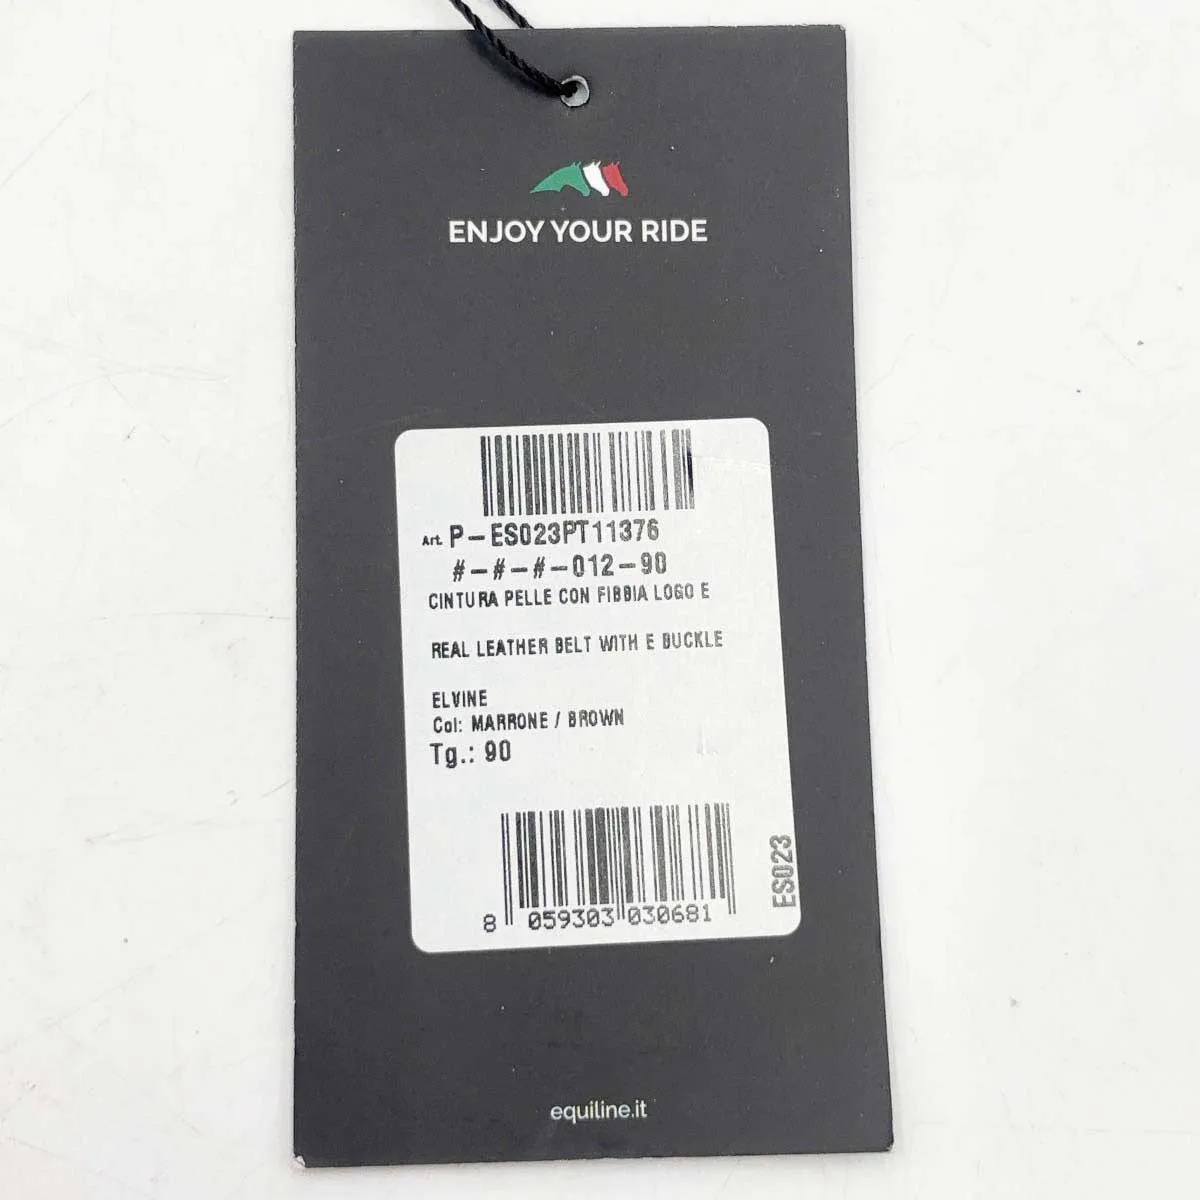 ENJOY YOUR RIDE
Art. P-ES023PT11376
#-#-#-012-90
CINTURA PELLE CON FIBBIA LOGO E
REAL LEATHER BELT WITH E BUCKLE
ELVINE
Col: MARRONE / BROWN
Tg.: 90
ES023
8 059303 030681
equiline.it